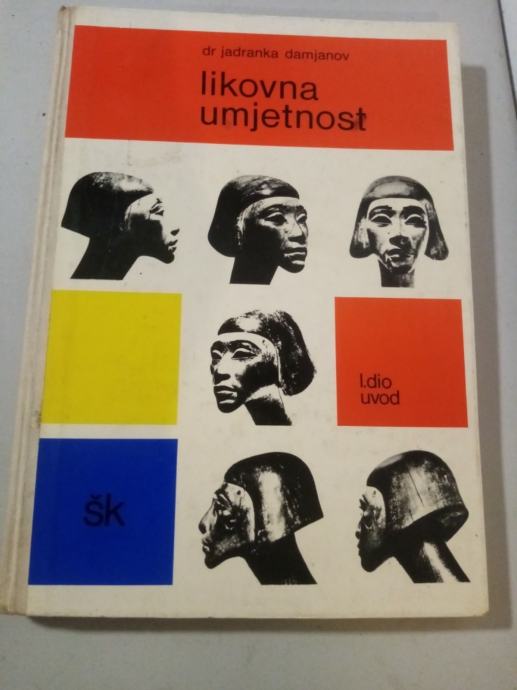 dr jadranka damjanov
likovna
umjetnost
I.dio
uvod
šk